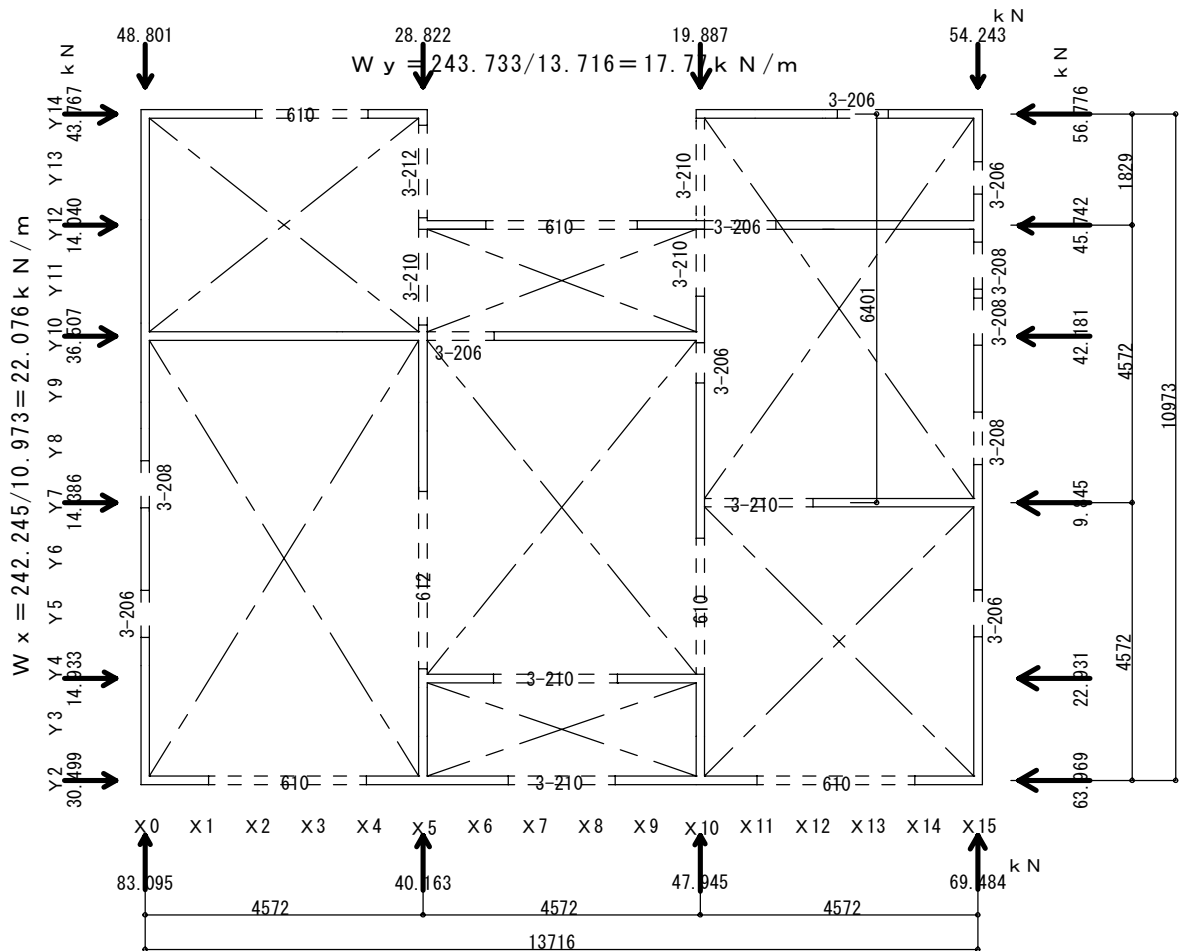 kN
48.801 28.822 19.887 54.243
Wy=243.733/13.716=17.77kN/m
kN
kN
Y14 43.767
610
3-206
56.776
Y13
3-212
3-210
3-206
1829
Y12 14.040
610
3-206
45.742
Y11
3-210
3-210
3-208
6401
Y10 36.607
3-206
3-208
42.181
4572
10973
Wx=242.245/10.973=22.076kN/m
Y9
3-206
Y8
3-208
3-208
Y7 14.386
3-210
9.845
Y6
Y5
3-206
612
610
3-206
4572
Y4 14.933
3-210
22.931
Y3
Y2 30.499
610
3-210
610
63.969
X0 X1 X2 X3 X4 X5 X6 X7 X8 X9 X10 X11 X12 X13 X14 X15
kN
83.095 40.163 47.945 69.484
4572 4572 4572
13716